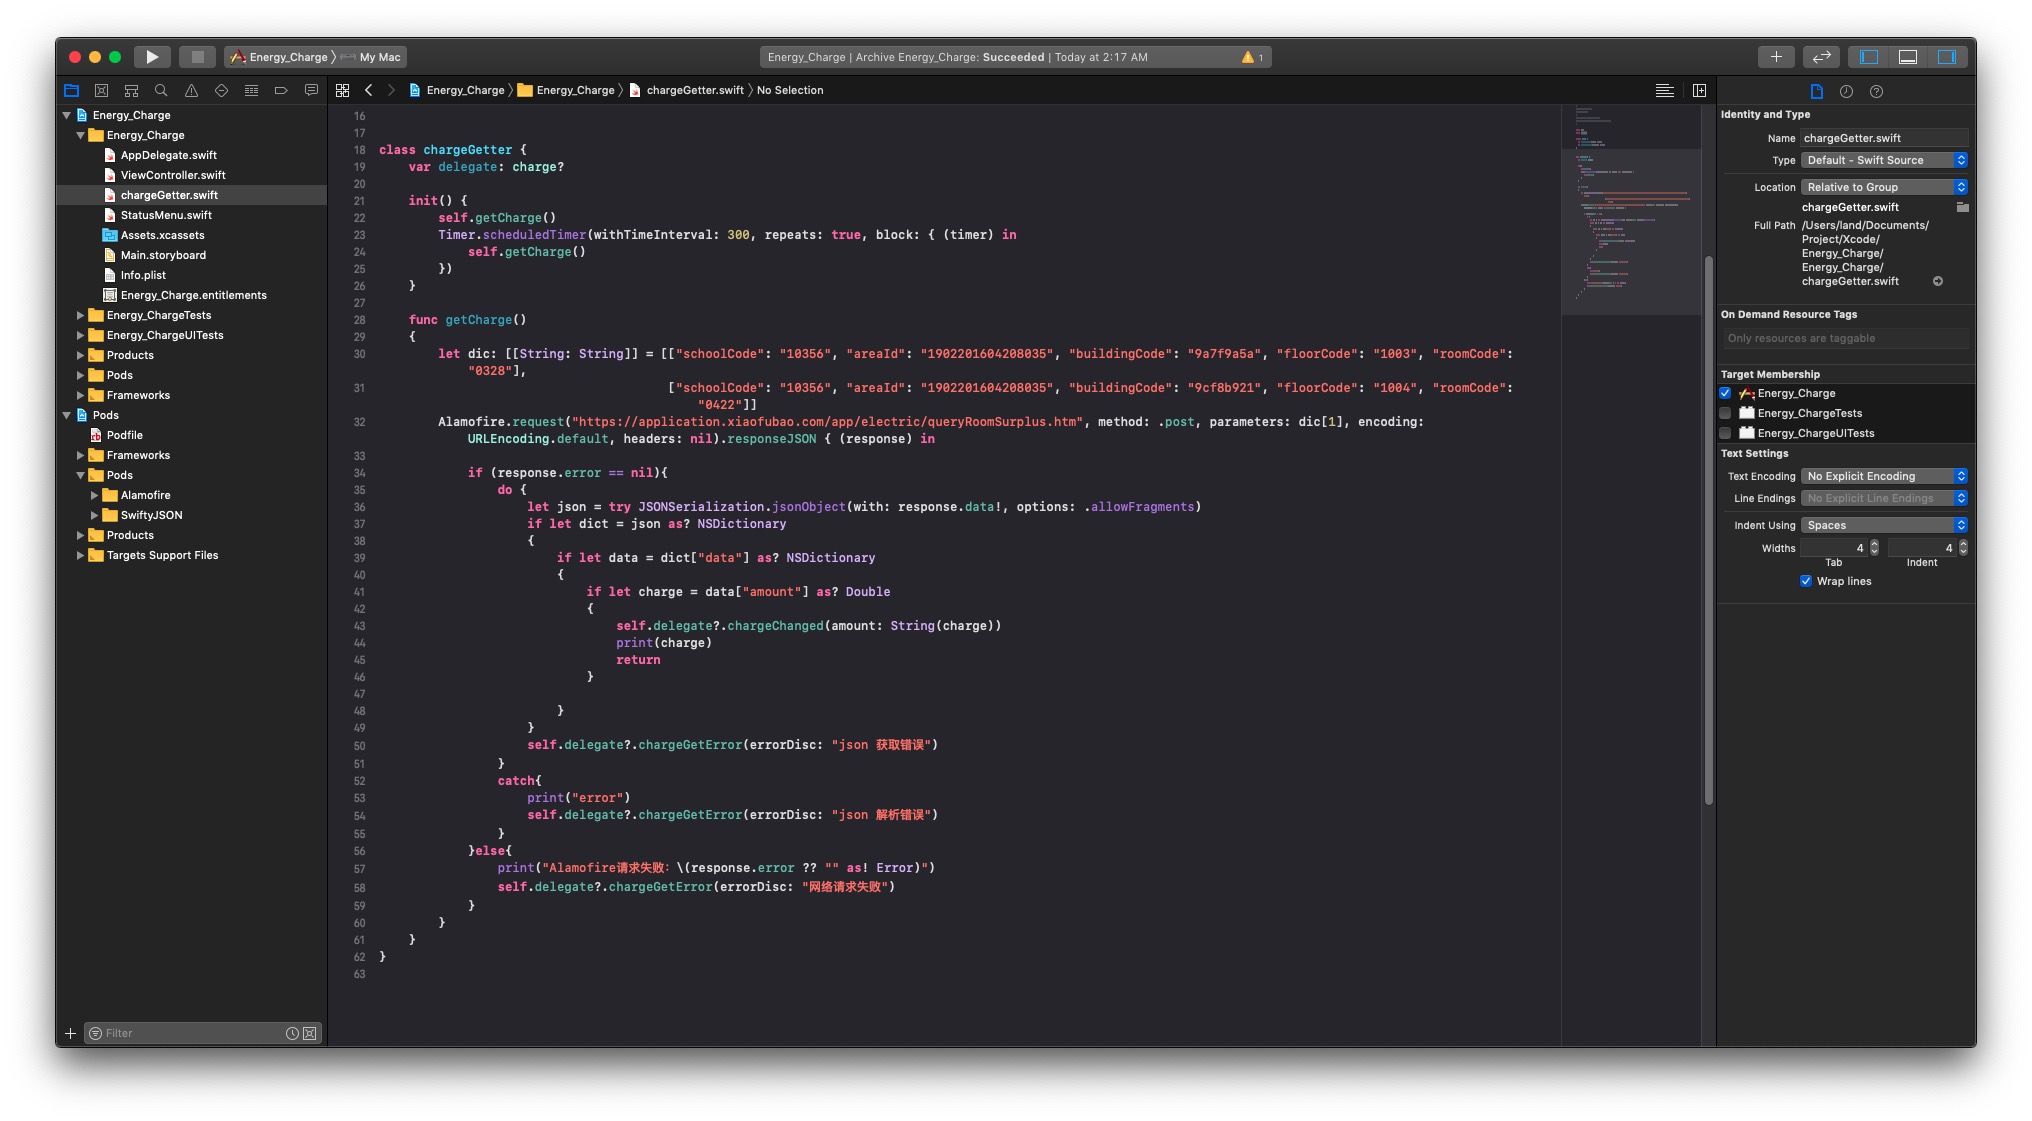 Energy_Charge 〉 My Mac
Energy_Charge | Archive Energy_Charge: Succeeded | Today at 2:17 AM
1
Energy_Charge
Energy_Charge
AppDelegate.swift
ViewController.swift
chargeGetter.swift
StatusMenu.swift
Assets.xcassets
Main.storyboard
Info.plist
Energy_Charge.entitlements
Energy_ChargeTests
Energy_ChargeUITests
Products
Pods
Frameworks
Pods
Podfile
Frameworks
Pods
Alamofire
SwiftyJSON
Products
Targets Support Files
Filter
Energy_Charge 〉 Energy_Charge 〉 chargeGetter.swift 〉 No Selection
16
17
18 class chargeGetter {
19 var delegate: charge?
20
21 init() {
22 self.getCharge()
23 Timer.scheduledTimer(withTimeInterval: 300, repeats: true, block: { (timer) in
24 self.getCharge()
25 })
26 }
27
28 func getCharge()
29 {
30 let dic: [[String: String]] = [["schoolCode": "10356", "areaId": "1902201604208035", "buildingCode": "9a7f9a5a", "floorCode": "1003", "roomCode":
"0328"],
31 ["schoolCode": "10356", "areaId": "1902201604208035", "buildingCode": "9cf8b921", "floorCode": "1004", "roomCode":
"0422"]]
32 Alamofire.request("https://application.xiaofubao.com/app/electric/queryRoomSurplus.htm", method: .post, parameters: dic[1], encoding:
URLEncoding.default, headers: nil).responseJSON { (response) in
33
34 if (response.error == nil){
35 do {
36 let json = try JSONSerialization.jsonObject(with: response.data!, options: .allowFragments)
37 if let dict = json as? NSDictionary
38 {
39 if let data = dict["data"] as? NSDictionary
40 {
41 if let charge = data["amount"] as? Double
42 {
43 self.delegate?.chargeChanged(amount: String(charge))
44 print(charge)
45 return
46 }
47
48 }
49 }
50 self.delegate?.chargeGetError(errorDisc: "json 获取错误")
51 }
52 catch{
53 print("error")
54 self.delegate?.chargeGetError(errorDisc: "json 解析错误")
55 }
56 }else{
57 print("Alamofire请求失败: \(response.error ?? "" as! Error)")
58 self.delegate?.chargeGetError(errorDisc: "网络请求失败")
59 }
60 }
61 }
62 }
63
Identity and Type
Name chargeGetter.swift
Type Default - Swift Source
Location Relative to Group
chargeGetter.swift
Full Path /Users/land/Documents/
Project/Xcode/
Energy_Charge/
Energy_Charge/
chargeGetter.swift
On Demand Resource Tags
Only resources are taggable
Target Membership
Energy_Charge
Energy_ChargeTests
Energy_ChargeUITests
Text Settings
Text Encoding No Explicit Encoding
Line Endings No Explicit Line Endings
Indent Using Spaces
Widths 4 4
Tab Indent
Wrap lines